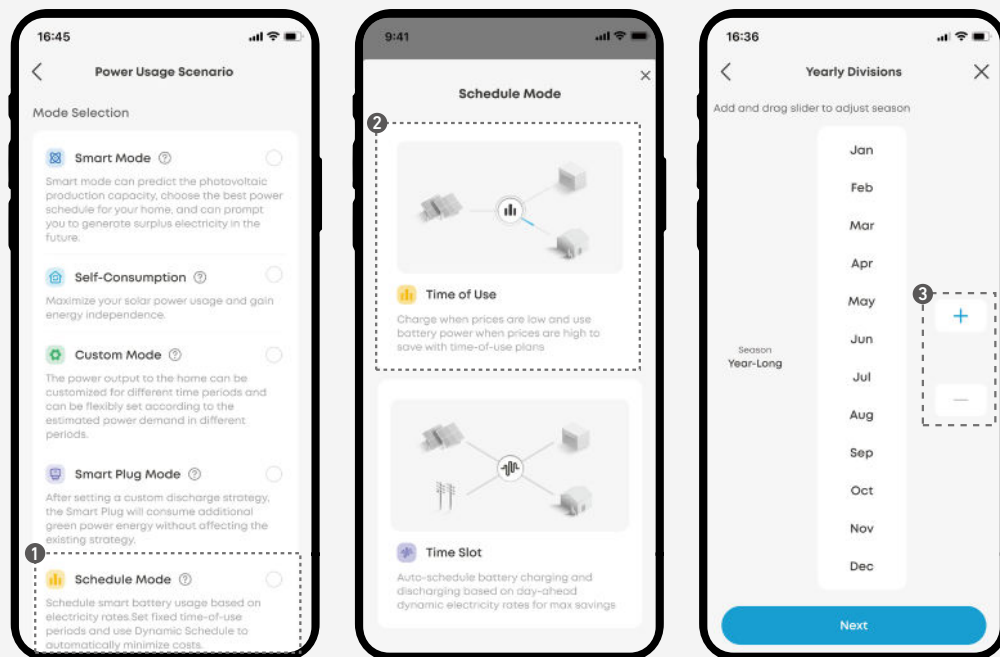 16:45
Power Usage Scenario
Mode Selection
Smart Mode ?
Smart mode can predict the photovoltaic
production capacity, choose the best power
schedule for your home, and can prompt
you to generate surplus electricity in the
future.
Self-Consumption ?
Maximize your solar power usage and gain
energy independence.
Custom Mode ?
The power output to the home can be
customized for different time periods and
can be flexibly set according to the
estimated power demand in different
periods.
Smart Plug Mode ?
After setting a custom discharge strategy,
the Smart Plug will consume additional
green power energy without affecting the
existing strategy.
1
Schedule Mode ?
Schedule smart battery usage based on
electricity rates.Set fixed time-of-use
periods and use Dynamic Schedule to
automatically minimize costs.
9:41
Schedule Mode
2
Time of Use
Charge when prices are low and use
battery power when prices are high to
save with time-of-use plans
Time Slot
Auto-schedule battery charging and
discharging based on day-ahead
dynamic electricity rates for max savings
16:36
Yearly Divisions
Add and drag slider to adjust season
Season
Year-Long
Jan
Feb
Mar
Apr
May
Jun
Jul
Aug
Sep
Oct
Nov
Dec
3
+
—
Next